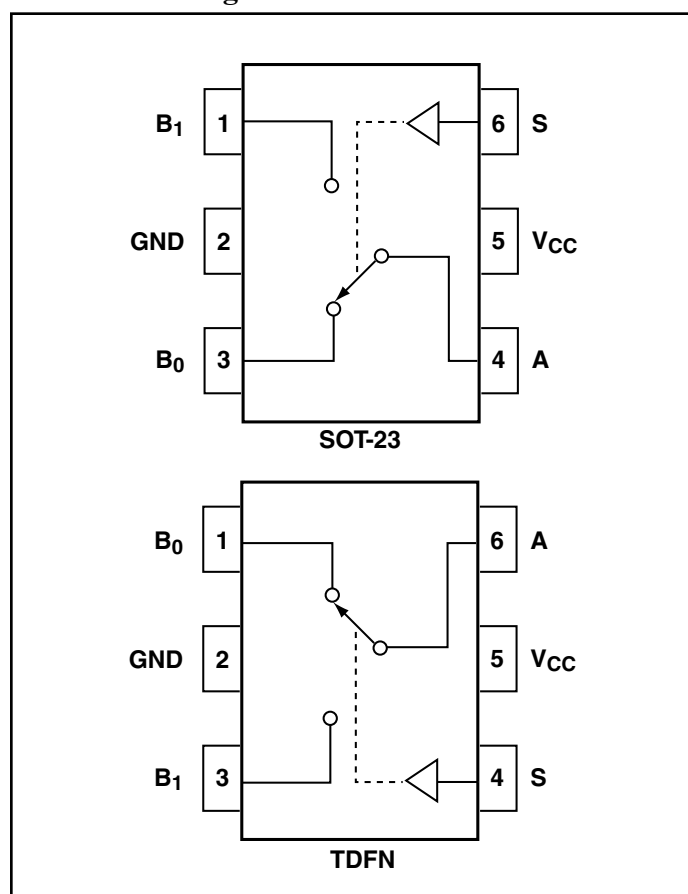 B1 1 6 S
GND 2 5 VCC
B0 3 4 A
SOT-23
B0 1 6 A
GND 2 5 VCC
B1 3 4 S
TDFN